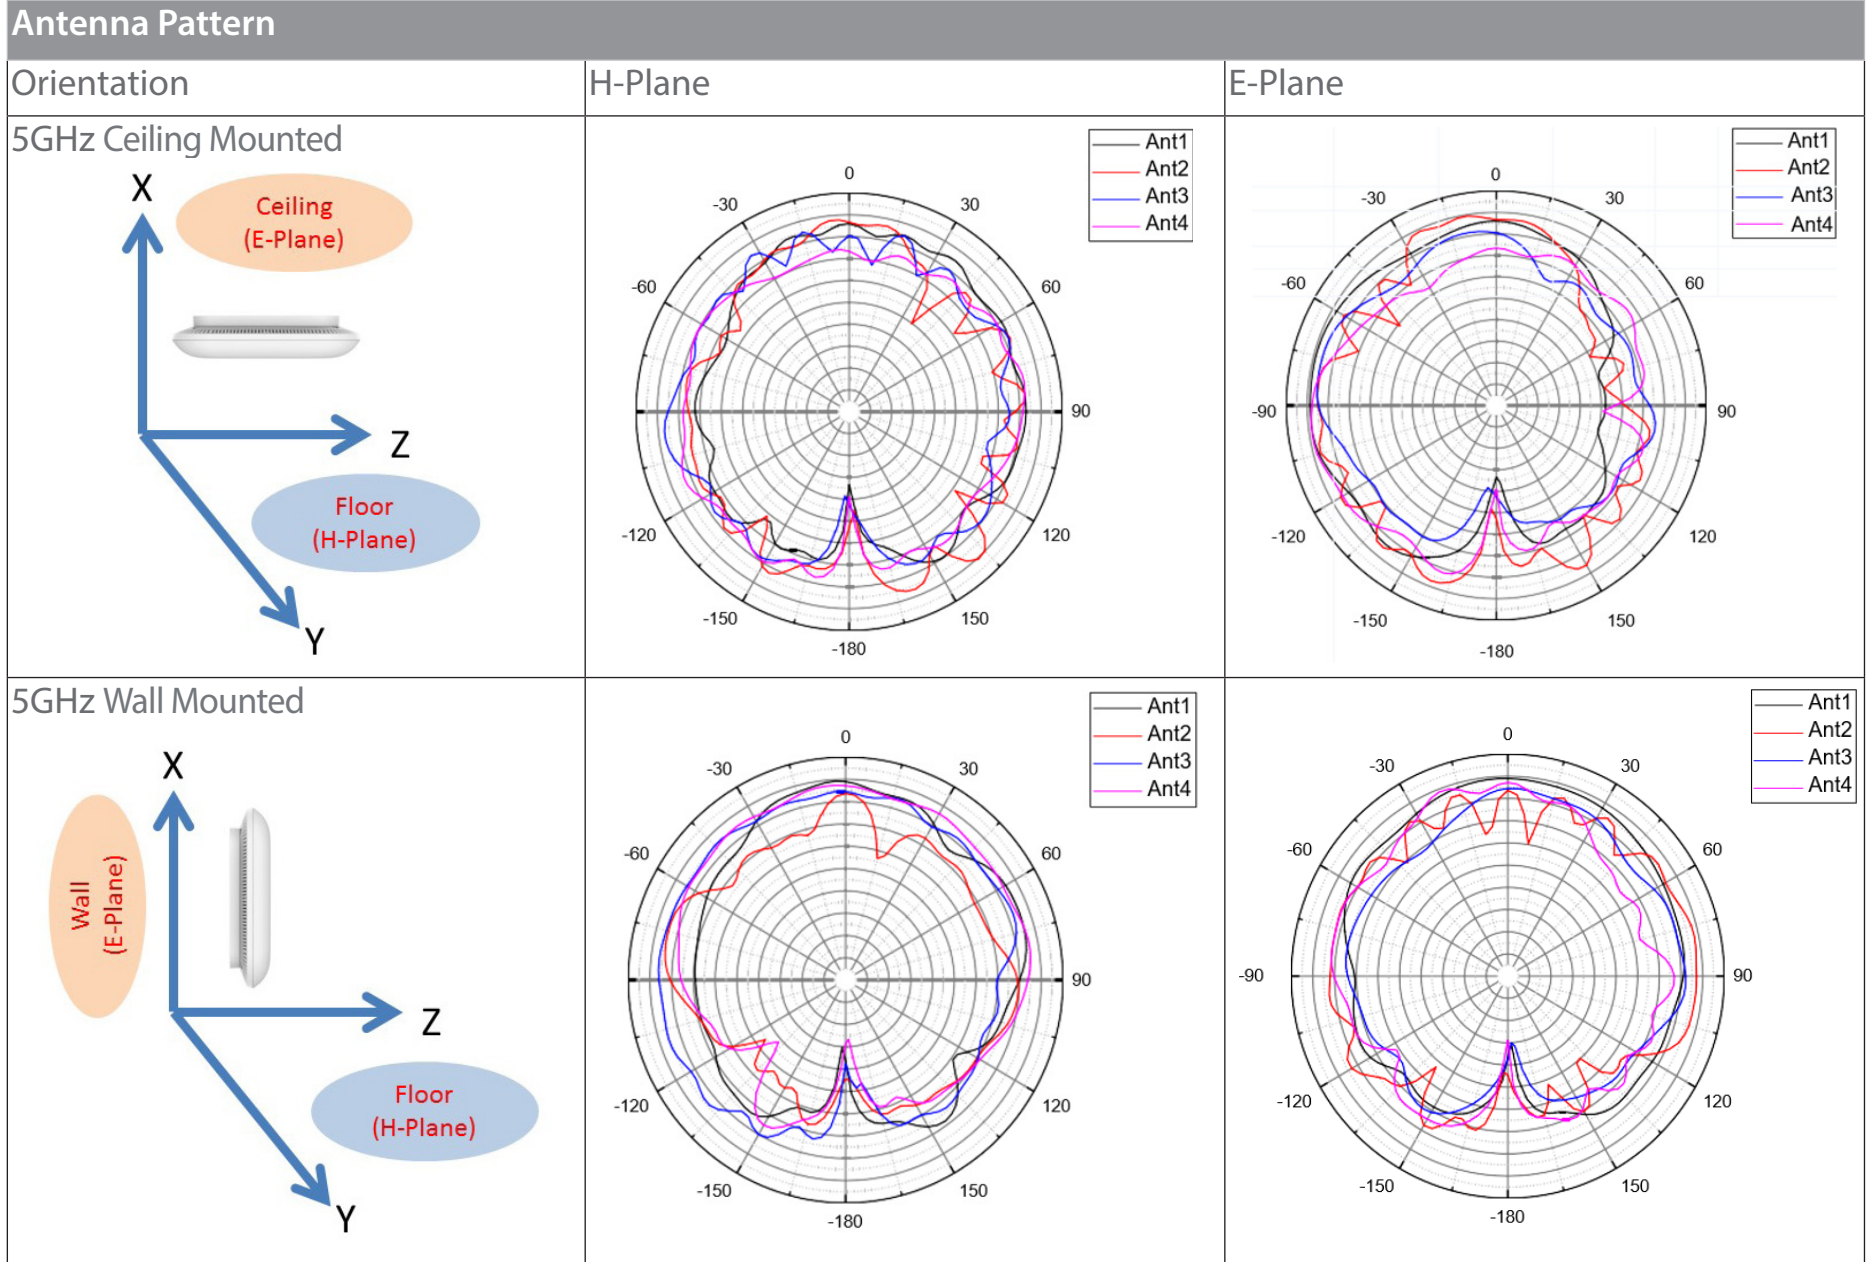 Antenna Pattern
Orientation
H-Plane
E-Plane
5GHz Ceiling Mounted
X
Ceiling
(E-Plane)
Z
Floor
(H-Plane)
Y
Ant1
Ant2
Ant3
Ant4
0
-30
30
-60
60
90
-120
120
-150
150
-180
Ant1
Ant2
Ant3
Ant4
0
-30
30
-60
60
-90
90
-120
120
-150
150
-180
5GHz Wall Mounted
X
Wall
(E-Plane)
Z
Floor
(H-Plane)
Y
Ant1
Ant2
Ant3
Ant4
0
-30
30
-60
60
90
-120
120
-150
150
-180
Ant1
Ant2
Ant3
Ant4
0
-30
30
-60
60
-90
90
-120
120
-150
150
-180